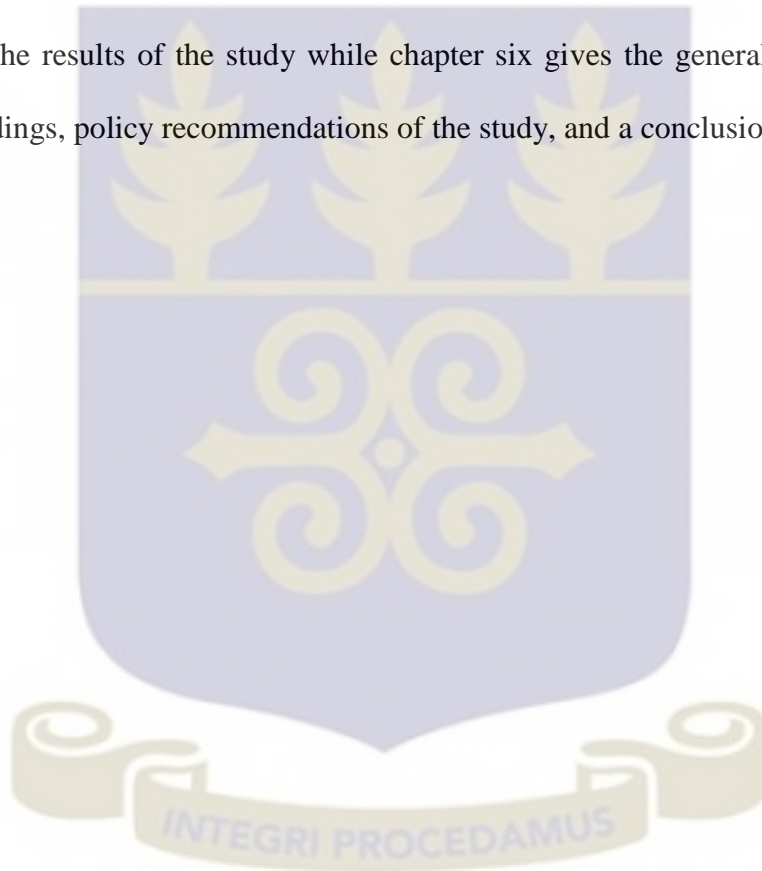 he results of the study while chapter six gives the general
dings, policy recommendations of the study, and a conclusio
INTEGRI PROCEDAMUS